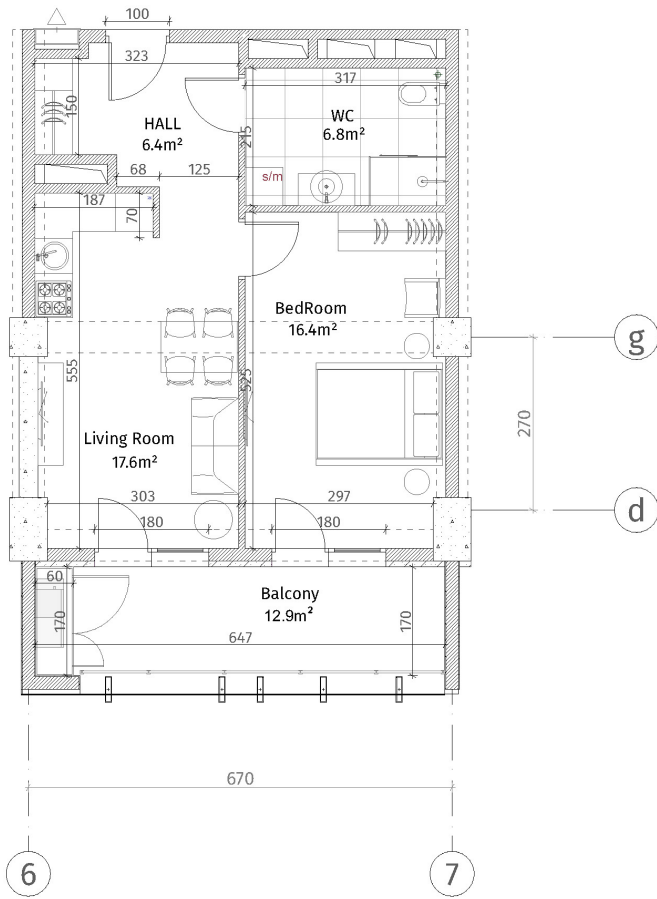 100
323
317
150
HALL
6.4m²
WC
6.8m²
215
68
125
s/m
187
70
BedRoom
16.4m²
g
555
525
270
Living Room
17.6m²
303
297
d
180
180
60
Balcony
12.9m²
170
170
647
670
6
7